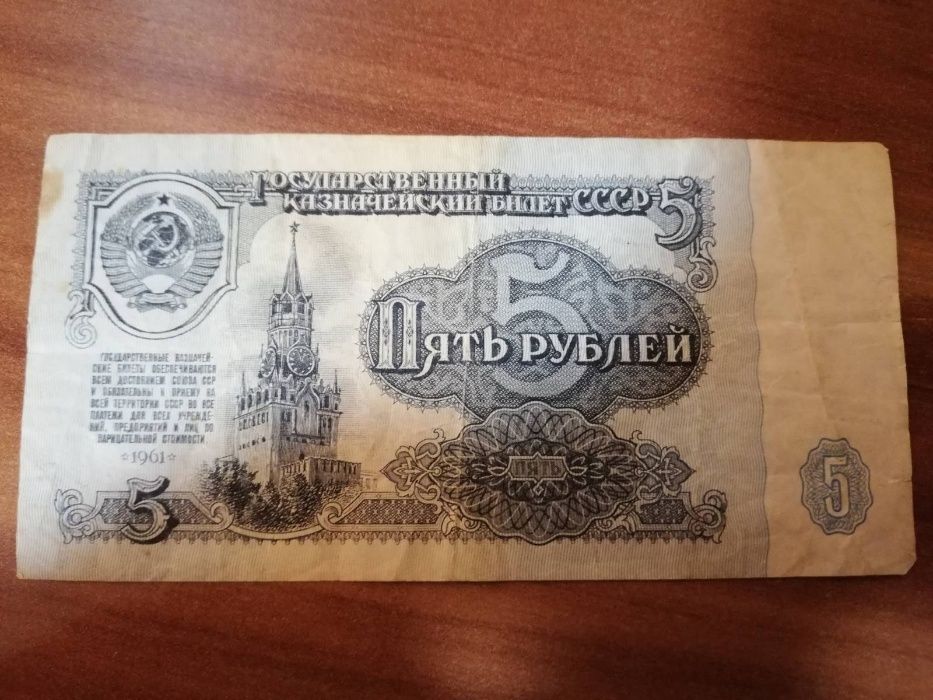 ГОСУДАРСТВЕННЫЙ
КАЗНАЧЕЙСКИЙ БИЛЕТ СССР 5
5
5
ПЯТЬ РУБЛЕЙ
ГОСУДАРСТВЕННЫЕ КАЗНАЧЕЙ-
СКИЕ БИЛЕТЫ ОБЕСПЕЧИВАЮТСЯ
ВСЕМ ДОСТОЯНИЕМ СОЮЗА ССР
И ОБЯЗАТЕЛЬНЫ К ПРИЕМУ НА
ВСЕЙ ТЕРРИТОРИИ СССР ВО ВСЕ
ПЛАТЕЖИ ДЛЯ ВСЕХ УЧРЕЖДЕ-
НИЙ, ПРЕДПРИЯТИЙ И ЛИЦ ПО
НАРИЦАТЕЛЬНОЙ СТОИМОСТИ
1961
ПЯТЬ
5
5